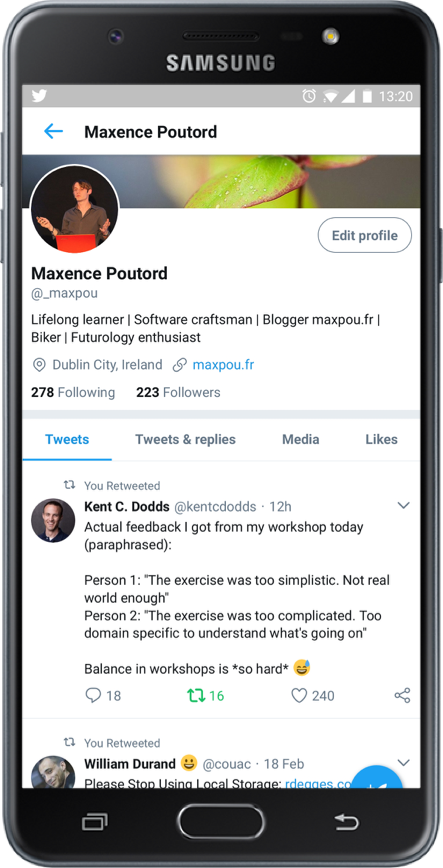 SAMSUNG
13:20
Maxence Poutord
Edit profile
Maxence Poutord
@_maxpou
Lifelong learner | Software craftsman | Blogger maxpou.fr |
Biker | Futurology enthusiast
Dublin City, Ireland maxpou.fr
278 Following 223 Followers
Tweets Tweets & replies Media Likes
You Retweeted
Kent C. Dodds @kentcdodds · 12h
Actual feedback I got from my workshop today
(paraphrased):
Person 1: "The exercise was too simplistic. Not real
world enough"
Person 2: "The exercise was too complicated. Too
domain specific to understand what's going on"
Balance in workshops is *so hard* 😅
18 16 240
You Retweeted
William Durand 😀 @couac · 18 Feb
Please Stop Using Local Storage: rdegges.co